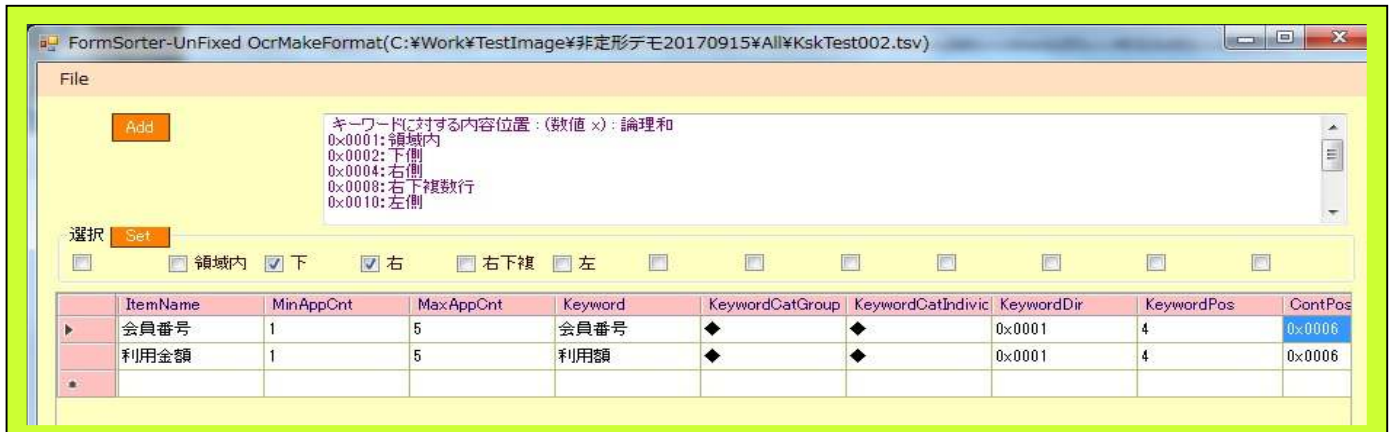 FormSorter-UnFixed OcrMakeFormat(C:¥Work¥TestImage¥非定形デモ20170915¥All¥KskTest002.tsv)
File
Add
キーワードに対する内容位置:(数値 x):論理和
0x0001:領域内
0x0002:下側
0x0004:右側
0x0008:右下複数行
0x0010:左側
選択 Set
領域内 下 右 右下複 左
ItemName MinAppCnt MaxAppCnt Keyword KeywordCatGroup KeywordCatIndivic KeywordDir KeywordPos ContPos
会員番号 1 5 会員番号 ◆ ◆ 0x0001 4 0x0006
利用金額 1 5 利用額 ◆ ◆ 0x0001 4 0x0006